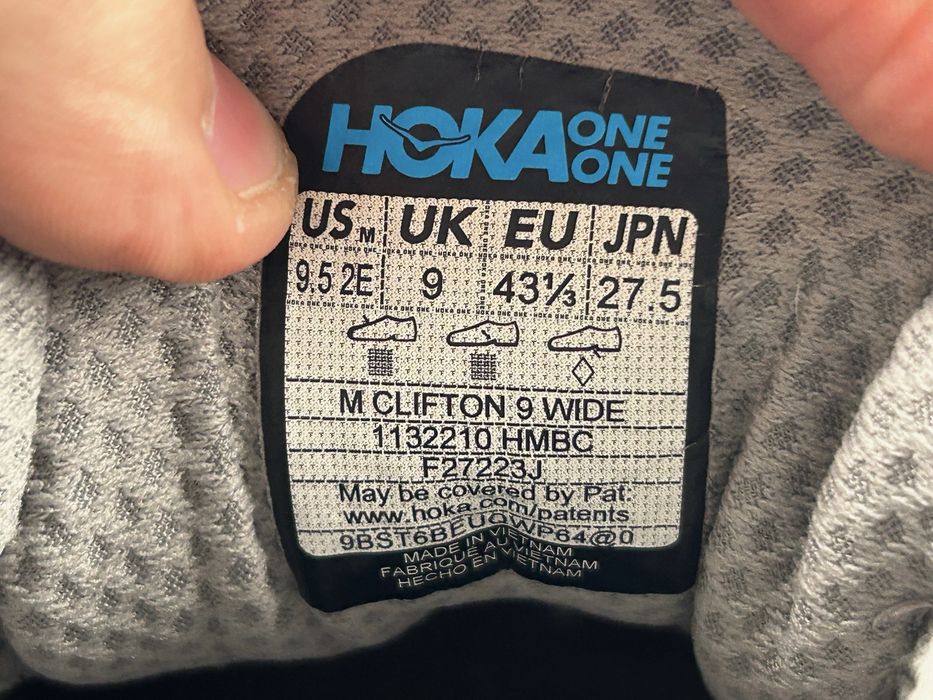 HOKA ONE ONE
US M UK EU JPN
9.5 2E 9 43⅓ 27.5
M CLIFTON 9 WIDE
1132210 HMBC
F27223J
May be covered by Pat:
www.hoka.com/patents
9BST6BEUQWP64@0
MADE IN VIETNAM
FABRIQUÉ AU VIETNAM
HECHO EN VIETNAM